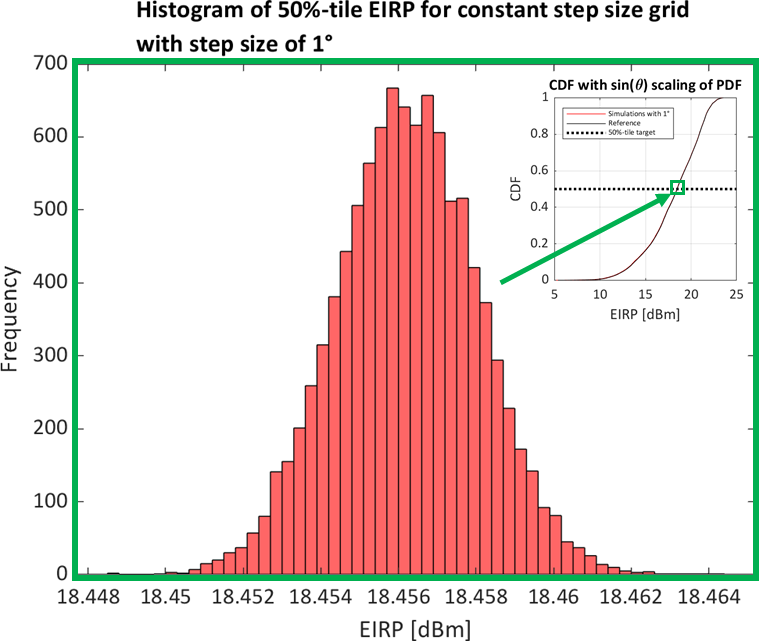 Histogram of 50%-tile EIRP for constant step size grid
with step size of 1°
700
600
500
400
300
200
100
0
Frequency
18.448
18.45
18.452
18.454
18.456
18.458
18.46
18.462
18.464
EIRP [dBm]
CDF with sin(θ) scaling of PDF
1
0.8
0.6
0.4
0.2
0
CDF
Simulations with 1°
Reference
50%-tile target
5
10
15
20
25
EIRP [dBm]